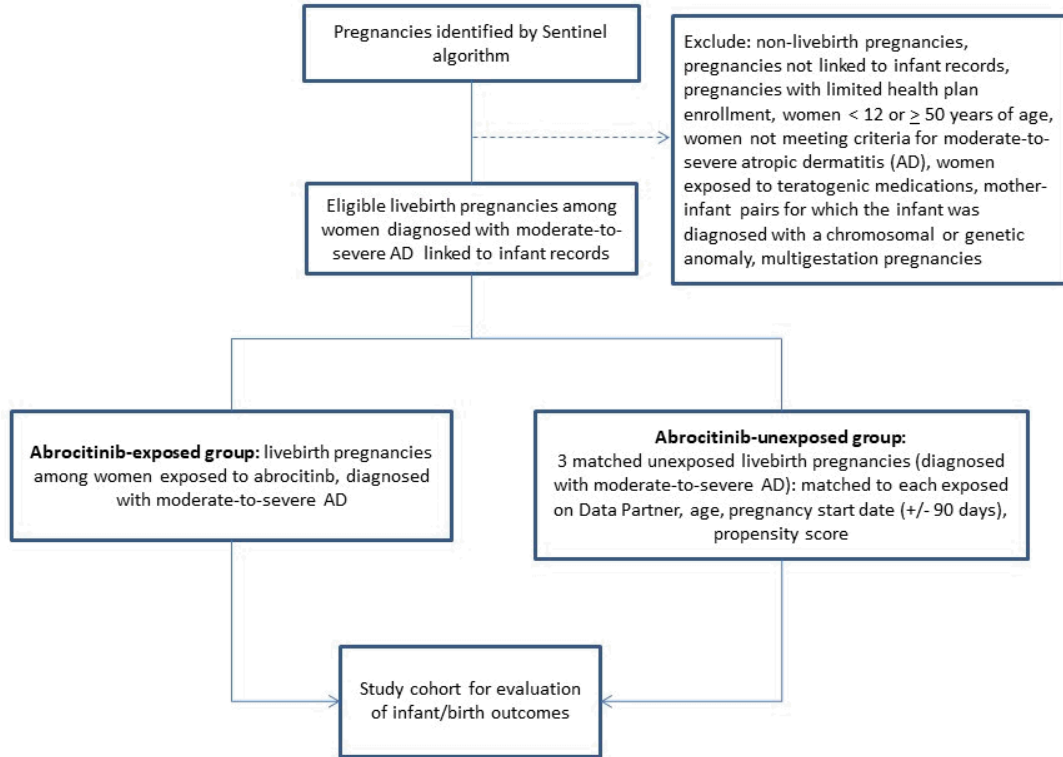 Pregnancies identified by Sentinel
algorithm
Exclude: non-livebirth pregnancies,
pregnancies not linked to infant records,
pregnancies with limited health plan
enrollment, women < 12 or ≥ 50 years of age,
women not meeting criteria for moderate-to-
severe atropic dermatitis (AD), women
exposed to teratogenic medications, mother-
infant pairs for which the infant was
diagnosed with a chromosomal or genetic
anomaly, multigestation pregnancies
Eligible livebirth pregnancies among
women diagnosed with moderate-to-
severe AD linked to infant records
Abrocitinib-exposed group: livebirth pregnancies
among women exposed to abrocitinb, diagnosed
with moderate-to-severe AD
Abrocitinib-unexposed group:
3 matched unexposed livebirth pregnancies (diagnosed
with moderate-to-severe AD): matched to each exposed
on Data Partner, age, pregnancy start date (+/- 90 days),
propensity score
Study cohort for evaluation
of infant/birth outcomes